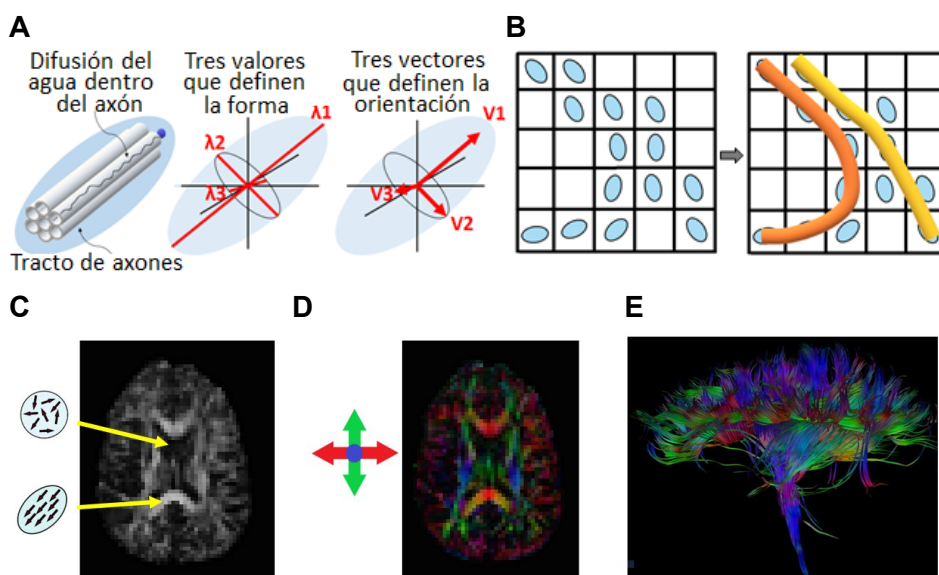 A
Difusión del
agua dentro
del axón
Tracto de axones
Tres valores
que definen
la forma
λ1
λ2
λ3
Tres vectores
que definen la
orientación
V1
V3
V2
B
C
D
E